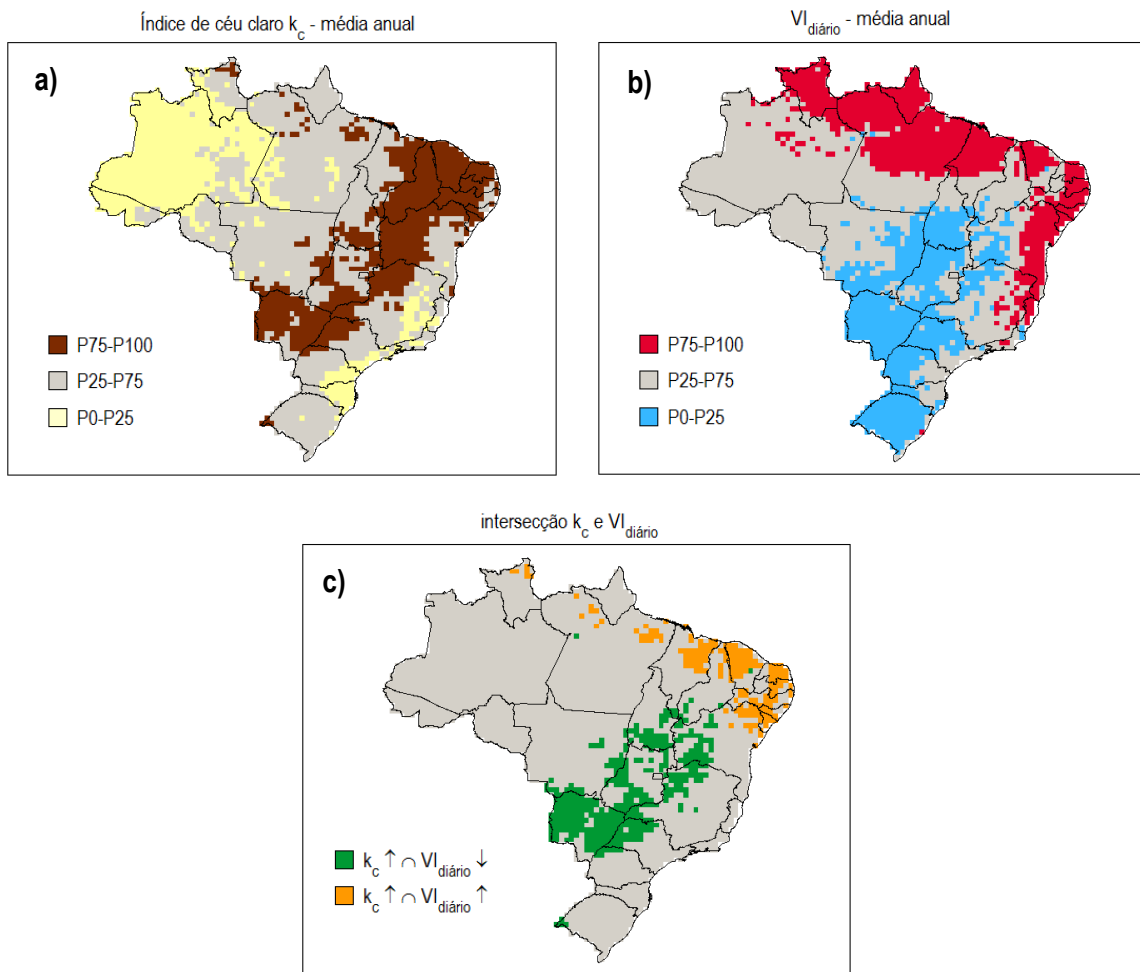 Índice de céu claro k_c - média anual
a)
P75-P100
P25-P75
P0-P25
VI_diário - média anual
b)
P75-P100
P25-P75
P0-P25
intersecção k_c e VI_diário
c)
k_c ↑ ∩ VI_diário ↓
k_c ↑ ∩ VI_diário ↑